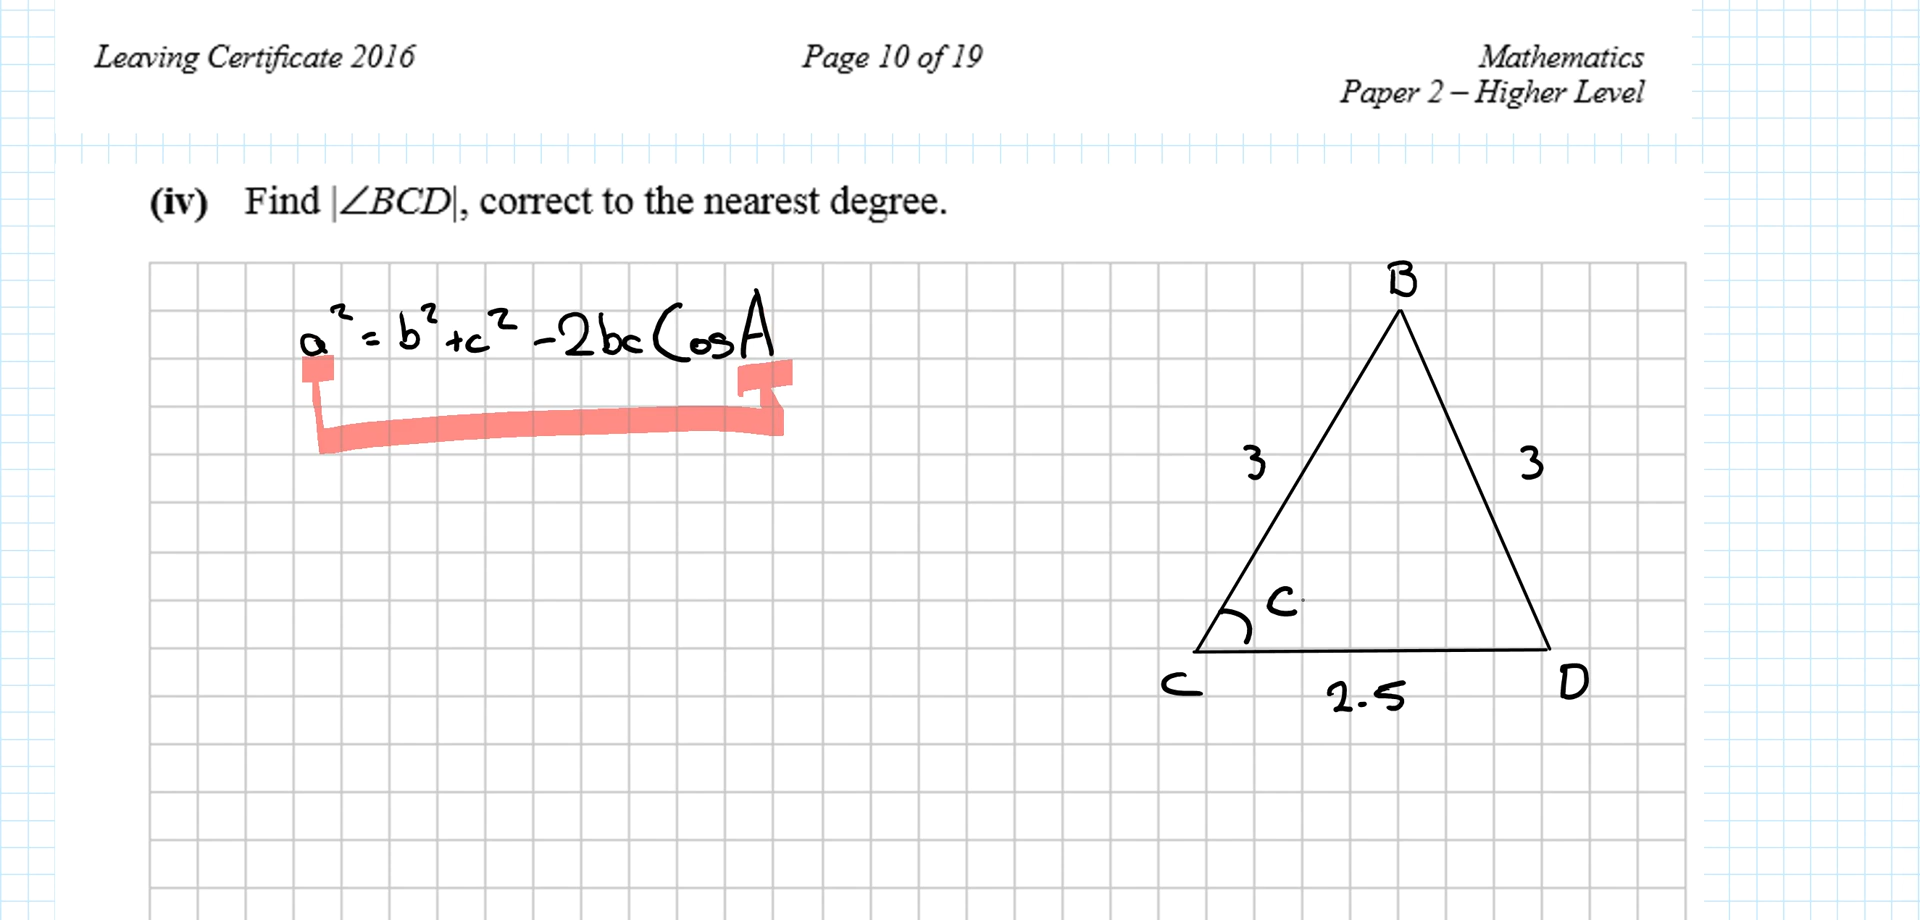 Leaving Certificate 2016 Page 10 of 19 Mathematics
Paper 2 – Higher Level
(iv) Find |∠BCD|, correct to the nearest degree.
B
a² = b² + c² - 2bc Cos A
3 3
C
C 2.5 D